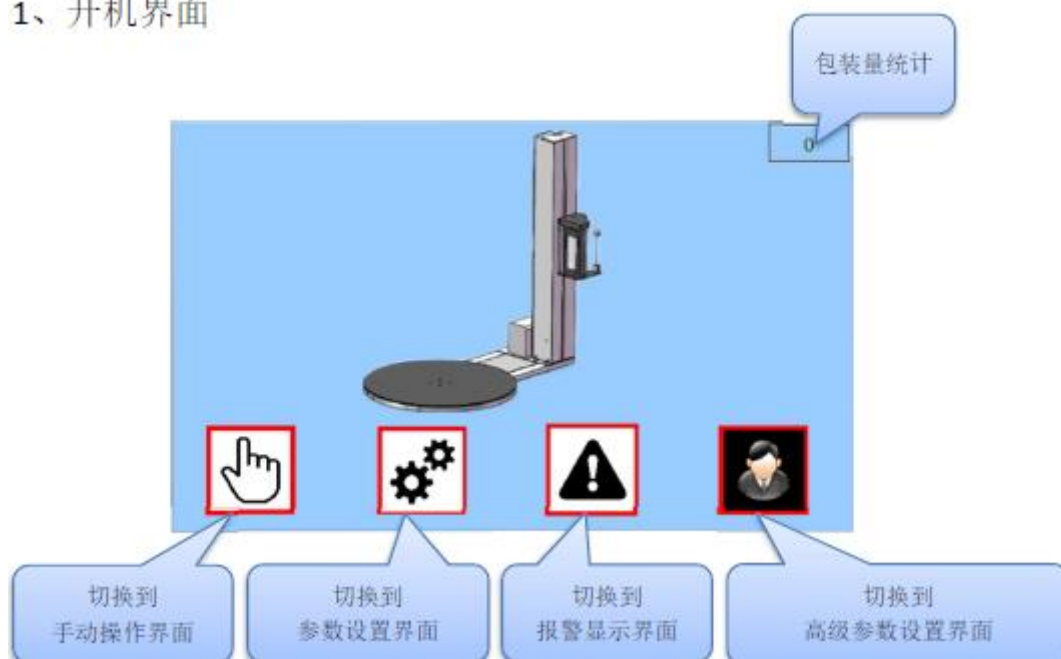 1、开机界面
包装量统计
0
切换到
手动操作界面
切换到
参数设置界面
切换到
报警显示界面
切换到
高级参数设置界面